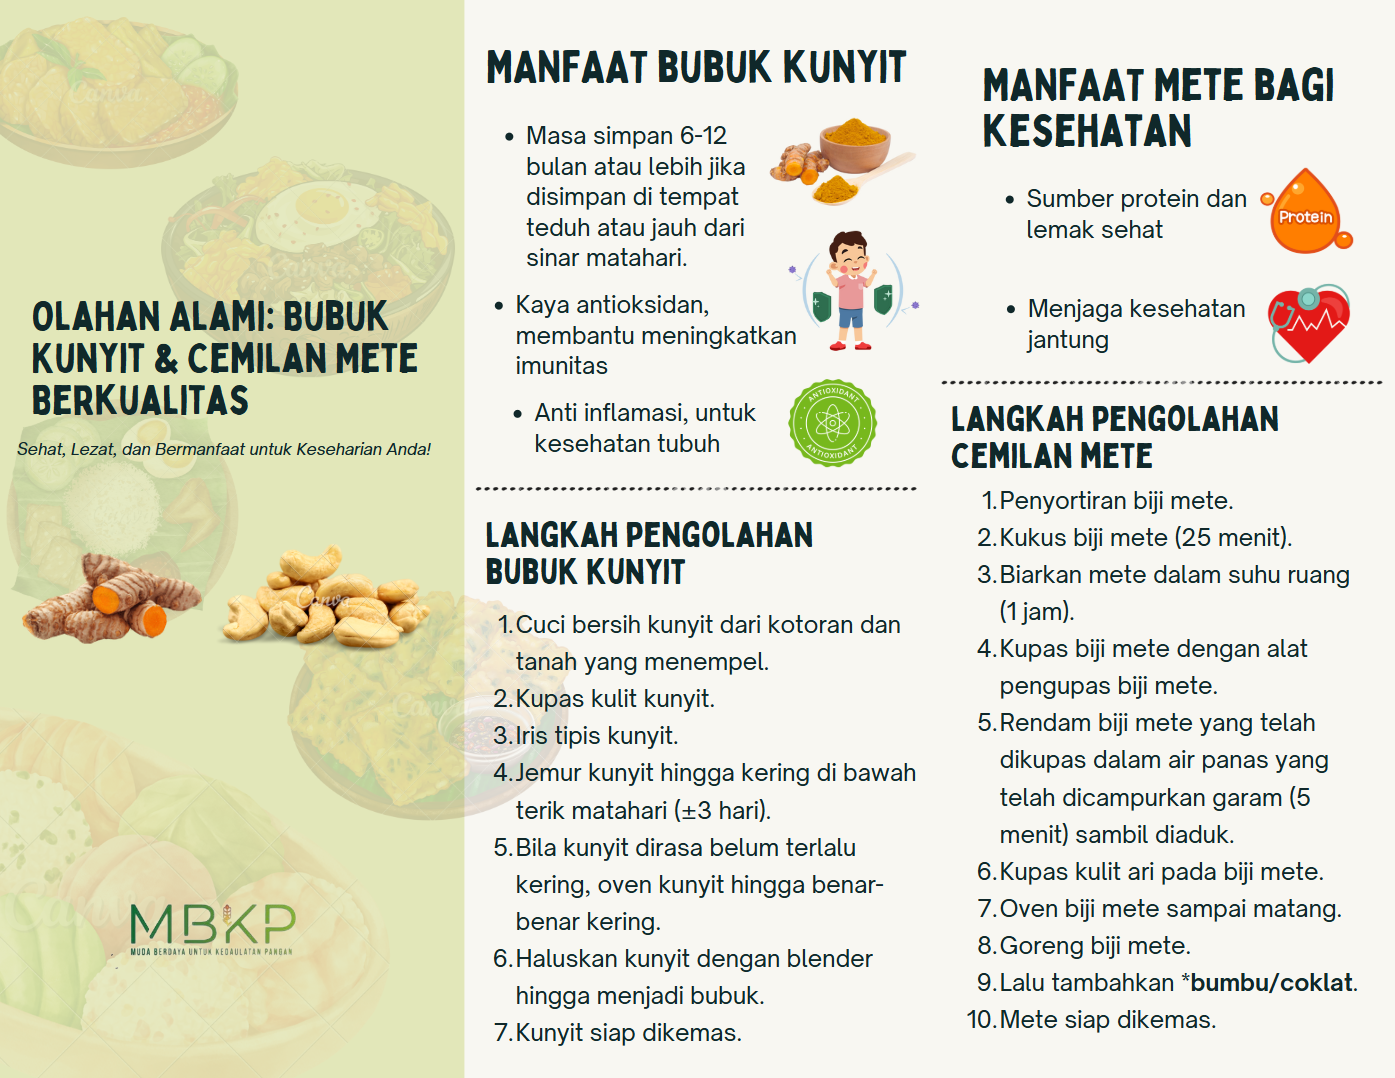 OLAHAN ALAMI: BUBUK
KUNYIT & CEMILAN METE
BERKUALITAS
Sehat, Lezat, dan Bermanfaat untuk Keseharian Anda!
MBKP
MUDA BERDAYA UNTUK KEDAULATAN PANGAN
MANFAAT BUBUK KUNYIT
• Masa simpan 6-12
bulan atau lebih jika
disimpan di tempat
teduh atau jauh dari
sinar matahari.
• Kaya antioksidan,
membantu meningkatkan
imunitas
• Anti inflamasi, untuk
kesehatan tubuh
ANTIOXIDANT
ANTIOXIDANT
LANGKAH PENGOLAHAN
BUBUK KUNYIT
1. Cuci bersih kunyit dari kotoran dan
tanah yang menempel.
2. Kupas kulit kunyit.
3. Iris tipis kunyit.
4. Jemur kunyit hingga kering di bawah
terik matahari (±3 hari).
5. Bila kunyit dirasa belum terlalu
kering, oven kunyit hingga benar-
benar kering.
6. Haluskan kunyit dengan blender
hingga menjadi bubuk.
7. Kunyit siap dikemas.
MANFAAT METE BAGI
KESEHATAN
• Sumber protein dan
lemak sehat
Protein
• Menjaga kesehatan
jantung
LANGKAH PENGOLAHAN
CEMILAN METE
1. Penyortiran biji mete.
2. Kukus biji mete (25 menit).
3. Biarkan mete dalam suhu ruang
(1 jam).
4. Kupas biji mete dengan alat
pengupas biji mete.
5. Rendam biji mete yang telah
dikupas dalam air panas yang
telah dicampurkan garam (5
menit) sambil diaduk.
6. Kupas kulit ari pada biji mete.
7. Oven biji mete sampai matang.
8. Goreng biji mete.
9. Lalu tambahkan *bumbu/coklat.
10. Mete siap dikemas.